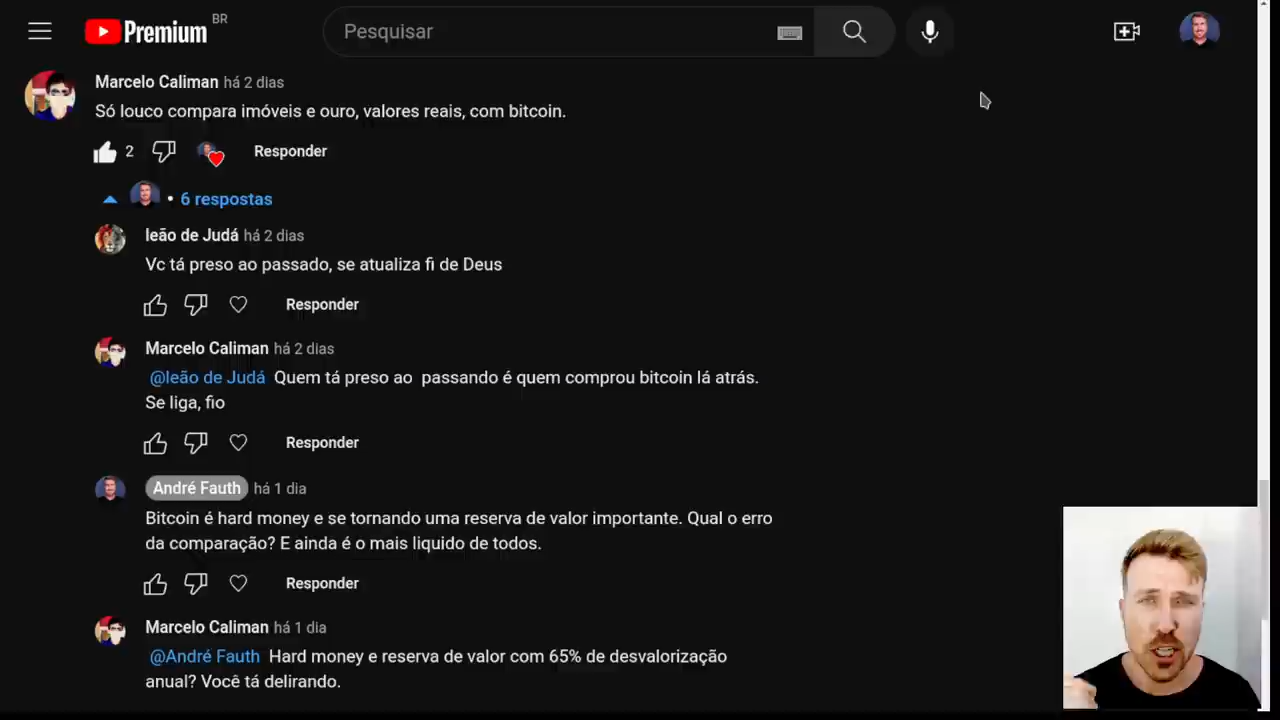 Premium BR
Pesquisar
Marcelo Caliman há 2 dias
Só louco compara imóveis e ouro, valores reais, com bitcoin.
2 Responder
• 6 respostas
leão de Judá há 2 dias
Vc tá preso ao passado, se atualiza fi de Deus
Responder
Marcelo Caliman há 2 dias
@leão de Judá Quem tá preso ao passando é quem comprou bitcoin lá atrás.
Se liga, fio
Responder
André Fauth há 1 dia
Bitcoin é hard money e se tornando uma reserva de valor importante. Qual o erro
da comparação? E ainda é o mais liquido de todos.
Responder
Marcelo Caliman há 1 dia
@André Fauth Hard money e reserva de valor com 65% de desvalorização
anual? Você tá delirando.